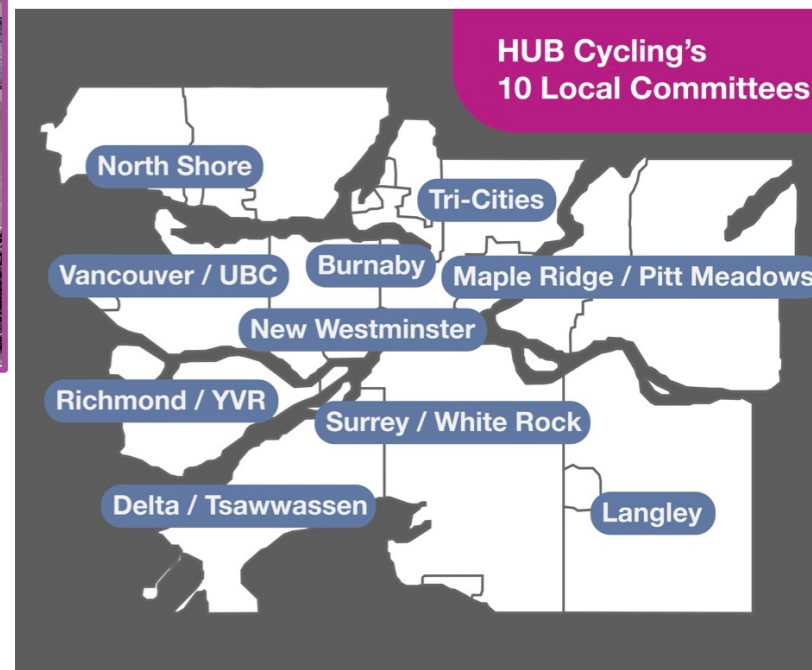 HUB Cycling's
10 Local Committees
North Shore
Tri-Cities
Vancouver / UBC
Burnaby
Maple Ridge / Pitt Meadows
New Westminster
Richmond / YVR
Surrey / White Rock
Delta / Tsawwassen
Langley